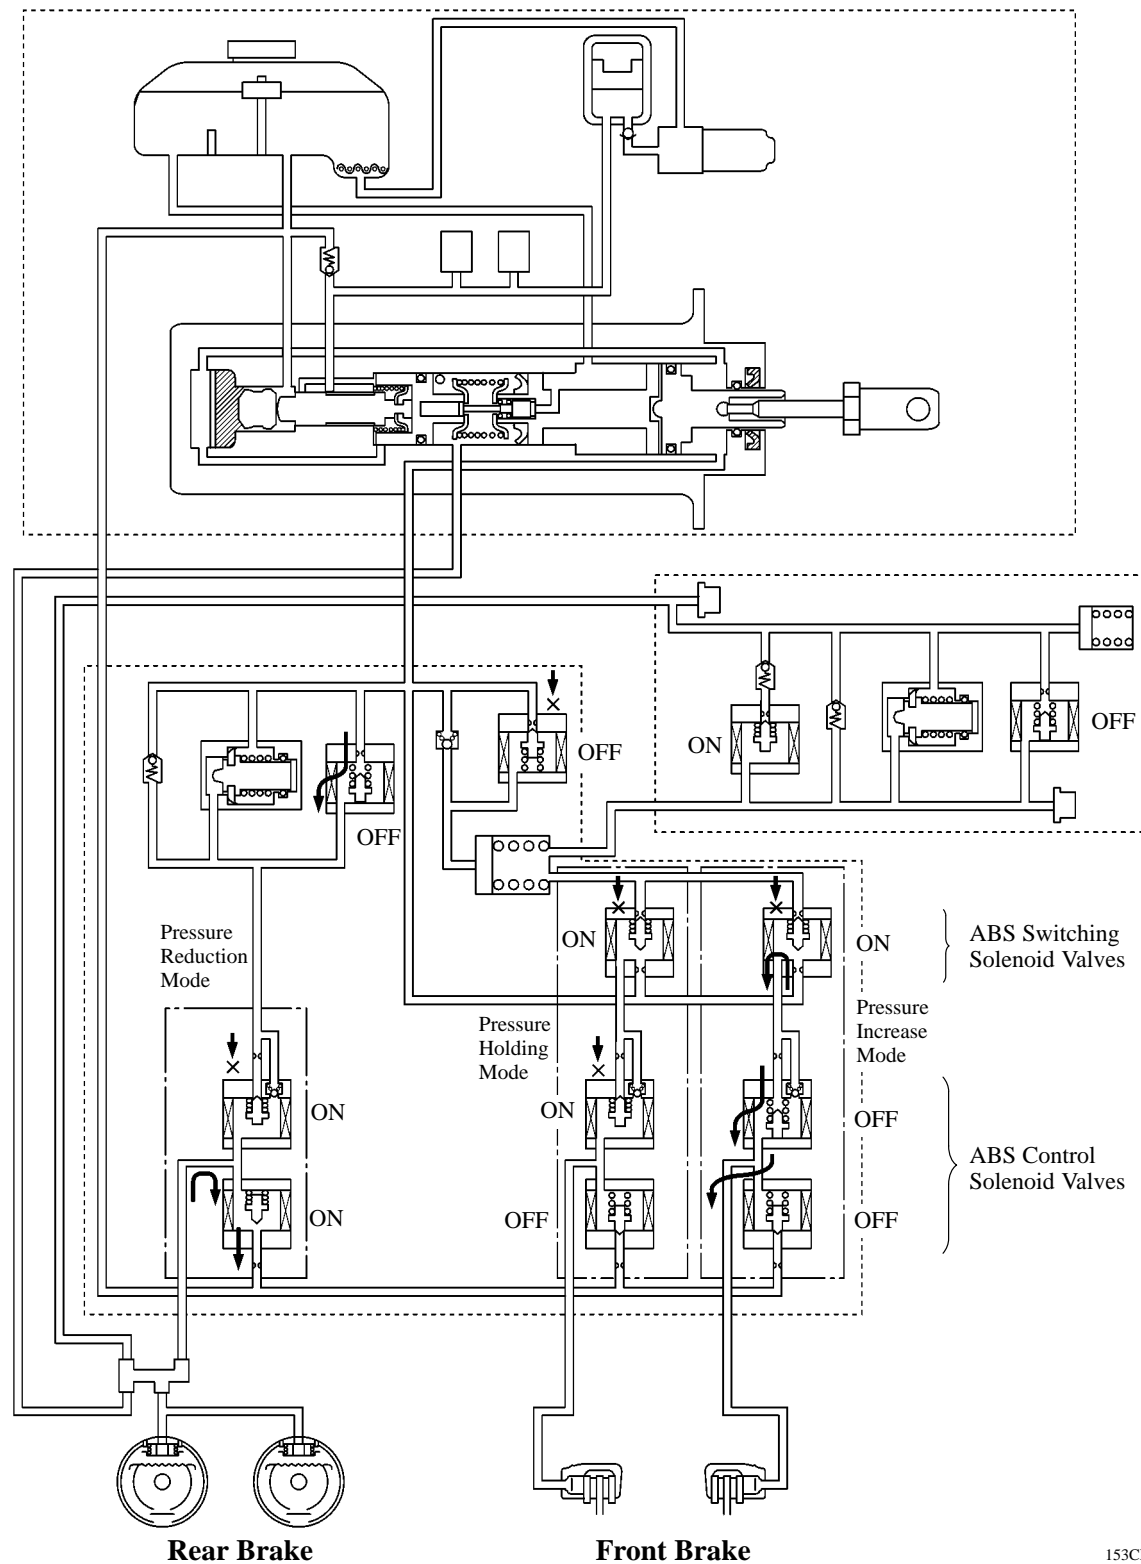 ON
OFF
OFF
OFF
Pressure
Reduction
Mode
ON
ON
ABS Switching
Solenoid Valves
Pressure
Holding
Mode
Pressure
Increase
Mode
ON
ON
OFF
ABS Control
Solenoid Valves
ON
OFF
OFF
Rear Brake
Front Brake